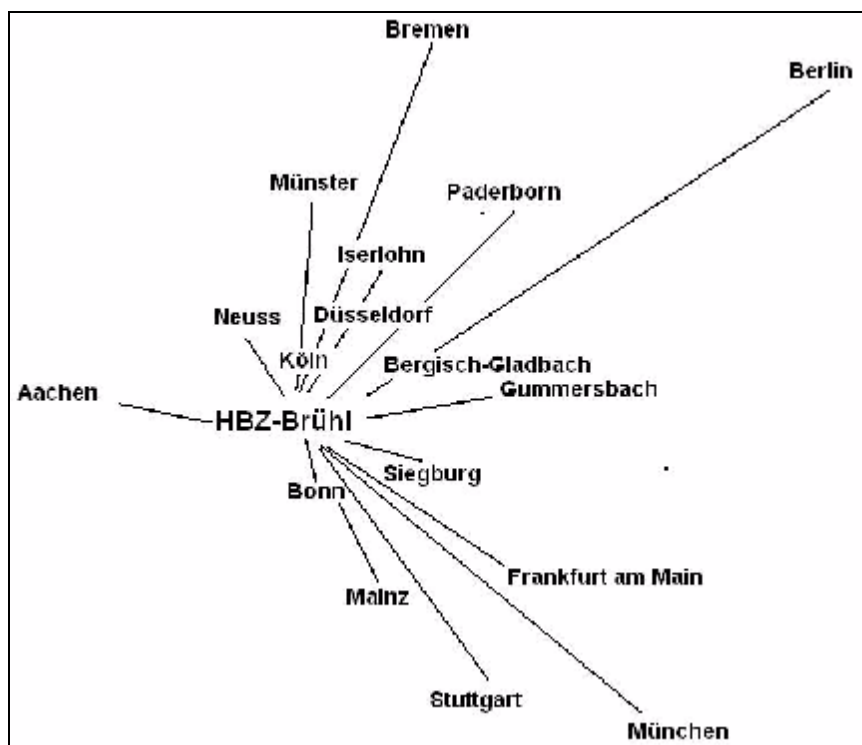 Bremen
Berlin
Münster
Paderborn
Iserlohn
Neuss
Düsseldorf
Köln
Bergisch-Gladbach
Aachen
Gummersbach
HBZ-Brühl
Siegburg
Bonn
Frankfurt am Main
Mainz
Stuttgart
München